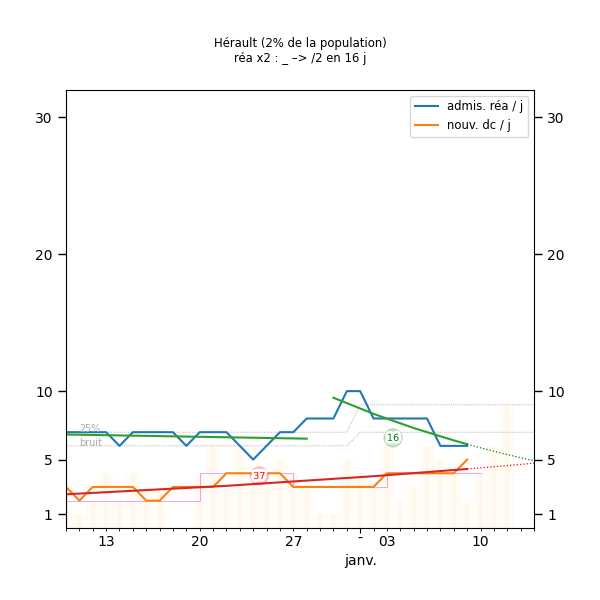 Hérault (2% de la population)
réa x2 : _ –> /2 en 16 j
admis. réa / j
nouv. dc / j
30 30
20 20
10 10
25%
bruit
16
5 5
37
1 1
13 20 27 - 03 10
janv.